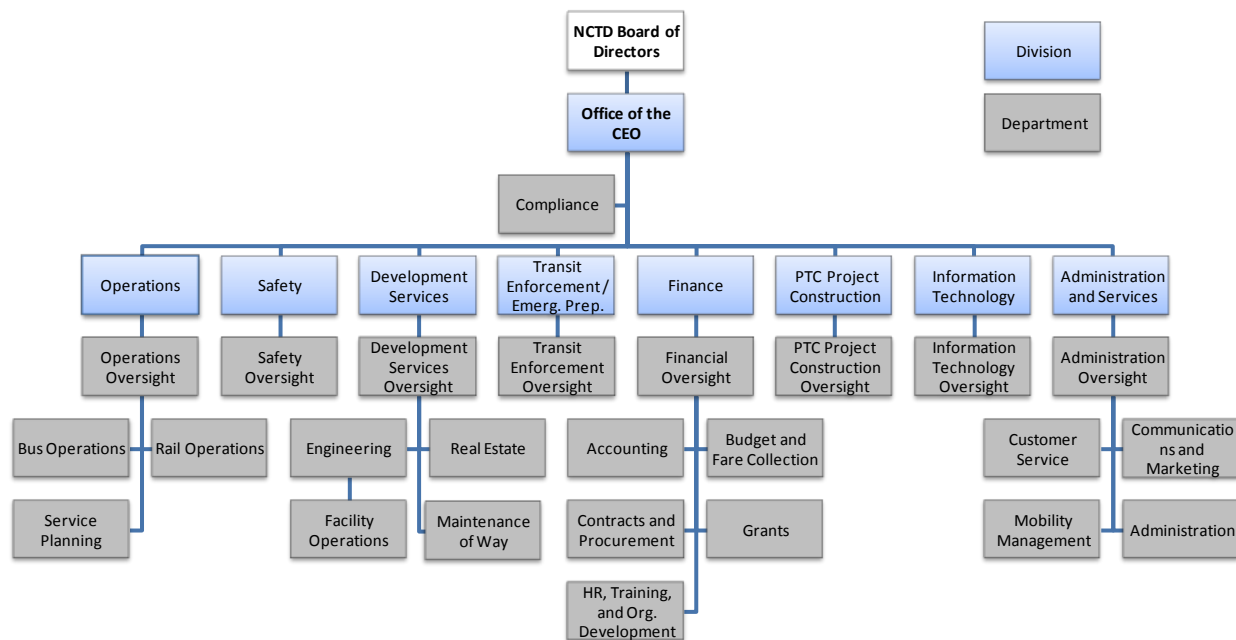 NCTD Board of
Directors
Division
Office of the
CEO
Department
Compliance
Operations
Safety
Development
Services
Transit
Enforcement /
Emerg. Prep.
Finance
PTC Project
Construction
Information
Technology
Administration
and Services
Operations
Oversight
Safety
Oversight
Development
Services
Oversight
Transit
Enforcement
Oversight
Financial
Oversight
PTC Project
Construction
Oversight
Information
Technology
Oversight
Administration
Oversight
Bus Operations
Rail Operations
Engineering
Real Estate
Accounting
Budget and
Fare Collection
Customer
Service
Communicatio
ns and
Marketing
Service
Planning
Facility
Operations
Maintenance
of Way
Contracts and
Procurement
Grants
Mobility
Management
Administration
HR, Training,
and Org.
Development